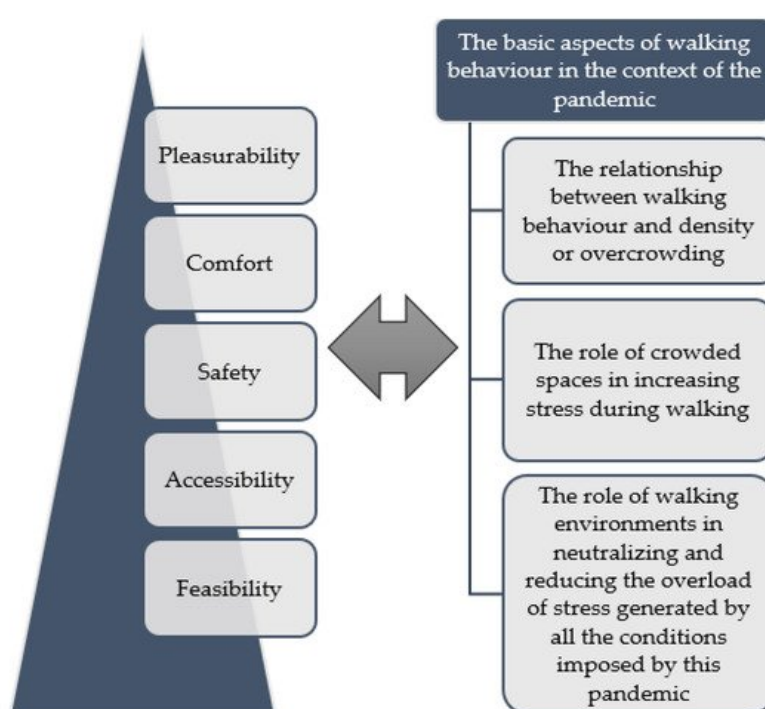 Pleasurability
Comfort
Safety
Accessibility
Feasibility
The basic aspects of walking
behaviour in the context of the
pandemic
The relationship
between walking
behaviour and density
or overcrowding
The role of crowded
spaces in increasing
stress during walking
The role of walking
environments in
neutralizing and
reducing the overload
of stress generated by
all the conditions
imposed by this
pandemic